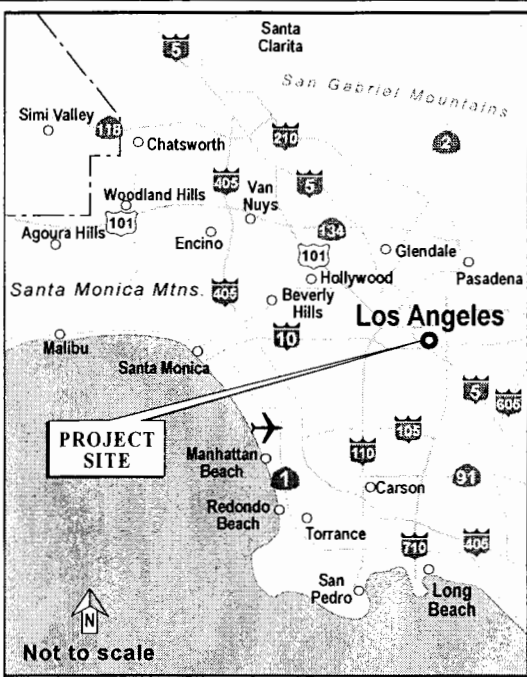 Santa
Clarita
5
San Gabriel Mountains
Simi Valley
118
Chatsworth
210
2
405
5
Woodland Hills
Van
Nuys
101
134
Agoura Hills
Encino
101
Glendale
Hollywood
Pasadena
Santa Monica Mtns.
405
Beverly
Hills
Los Angeles
10
Malibu
Santa Monica
5
605
PROJECT
SITE
105
110
Manhattan
Beach
91
1
Carson
Redondo
Beach
Torrance
710
405
San
Pedro
Long
Beach
N
Not to scale